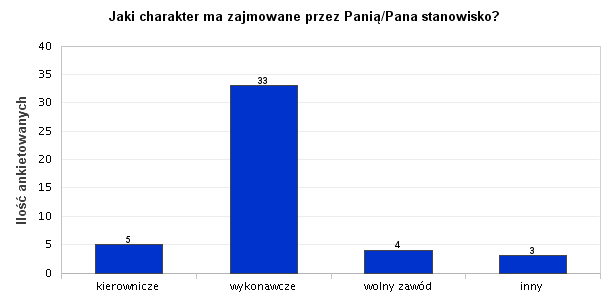 Jaki charakter ma zajmowane przez Panią/Pana stanowisko?
Ilość ankietowanych
40
35
30
25
20
15
10
5
0
5
33
4
3
kierownicze
wykonawcze
wolny zawód
inny